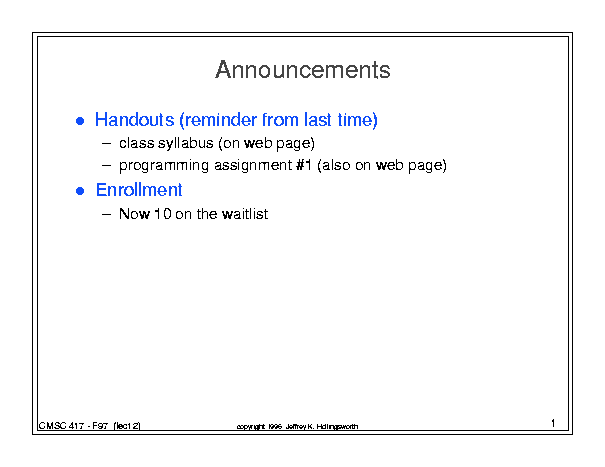 Announcements
● Handouts (reminder from last time)
– class syllabus (on web page)
– programming assignment #1 (also on web page)
● Enrollment
– Now 10 on the waitlist
CMSC 417 - F97 (lect 2)
copyright 1996 Jeffrey K. Hollingsworth
1